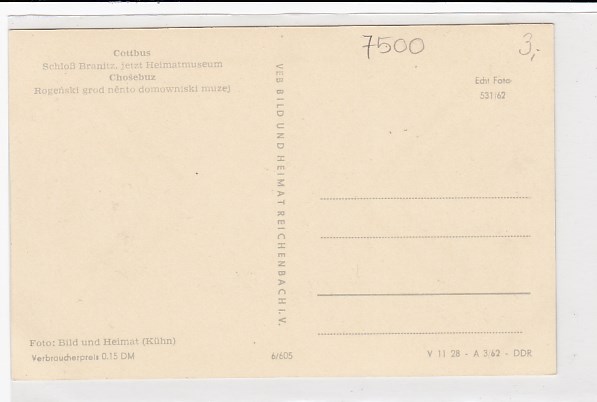 Cottbus
Schloß Branitz, jetzt Heimatmuseum
Chośebuz
Rogeński grod něnto domowniski muzej
7500
3,-
Echt Foto
531/62
VEB BILD UND HEIMAT REICHENBACH I. V.
Foto: Bild und Heimat (Kühn)
Verbraucherpreis 0.15 DM
6/605
V 11 28 - A 3/62 - DDR